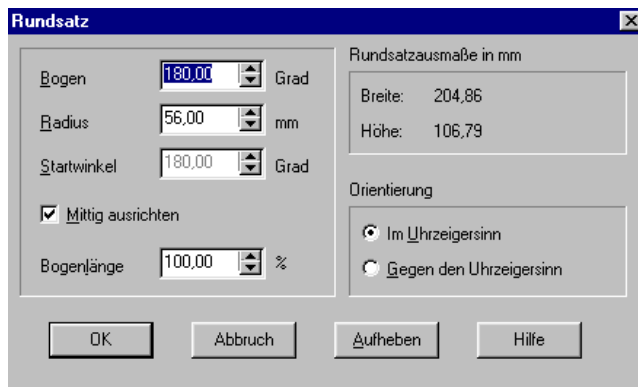 Rundsatz
Bogen 180,00 Grad
Radius 56,00 mm
Startwinkel 180,00 Grad
Mittig ausrichten
Bogenlänge 100,00 %
Rundsatzausmaße in mm
Breite: 204,86
Höhe: 106,79
Orientierung
Im Uhrzeigersinn
Gegen den Uhrzeigersinn
OK Abbruch Aufheben Hilfe